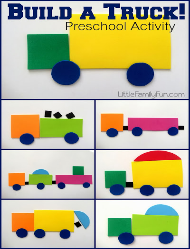 BUILD A TRUCK!
Preschool Activity
LittleFamilyFun.com